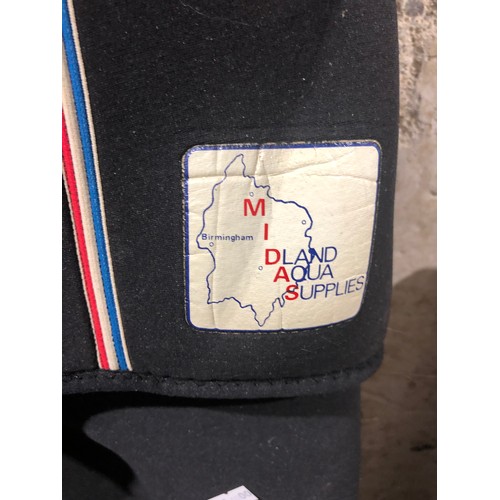 M
I
Birmingham
DLAND
AQUA
SUPPLIES